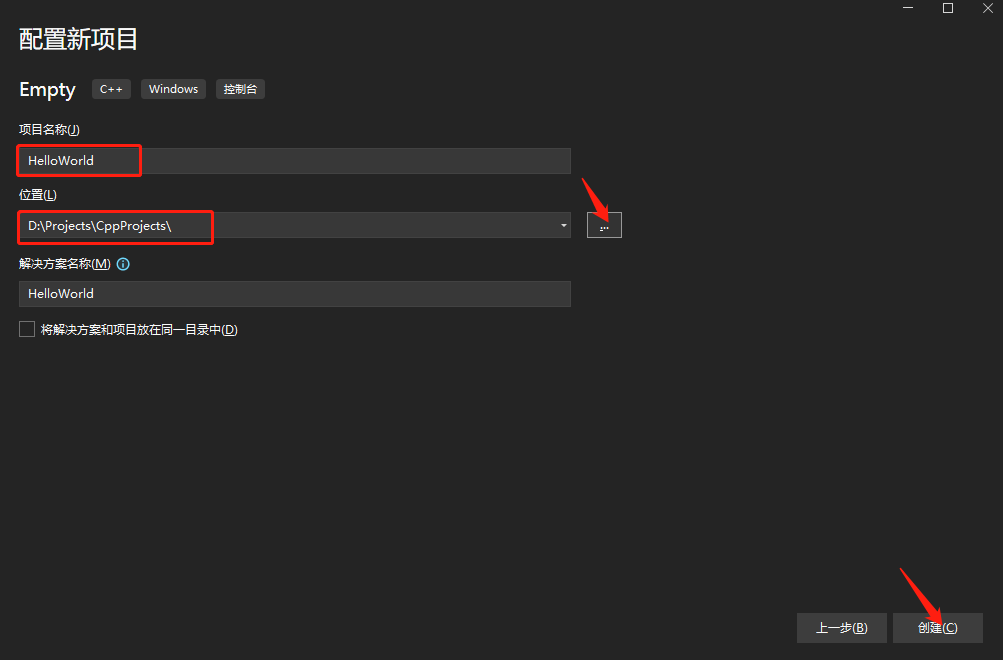 配置新项目
Empty C++ Windows 控制台
项目名称(J)
HelloWorld
位置(L)
D:\Projects\CppProjects\
...
解决方案名称(M)
HelloWorld
将解决方案和项目放在同一目录中(D)
上一步(B) 创建(C)